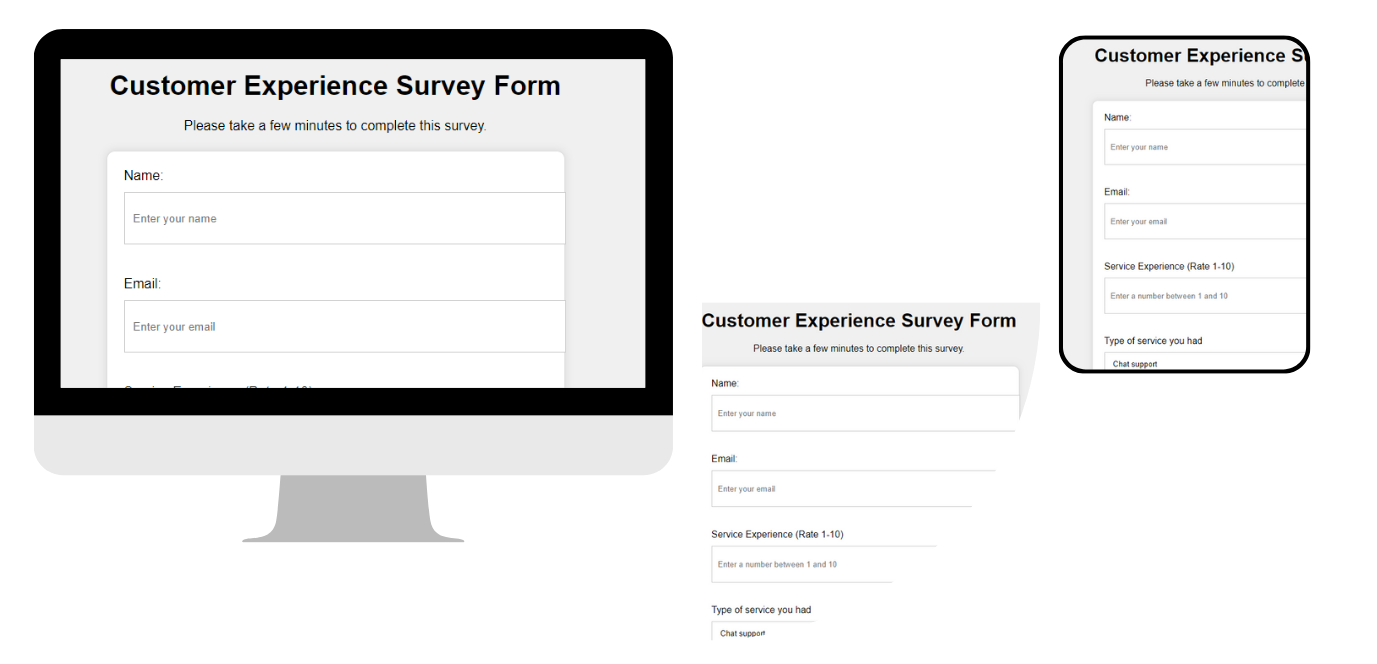 Customer Experience Survey Form
Please take a few minutes to complete this survey.
Name:
Enter your name
Email:
Enter your email
Customer Experience Survey Form
Please take a few minutes to complete this survey.
Name:
Enter your name
Email:
Enter your email
Service Experience (Rate 1-10)
Enter a number between 1 and 10
Type of service you had
Chat support
Customer Experience S
Please take a few minutes to complete
Name:
Enter your name
Email:
Enter your email
Service Experience (Rate 1-10)
Enter a number between 1 and 10
Type of service you had
Chat support